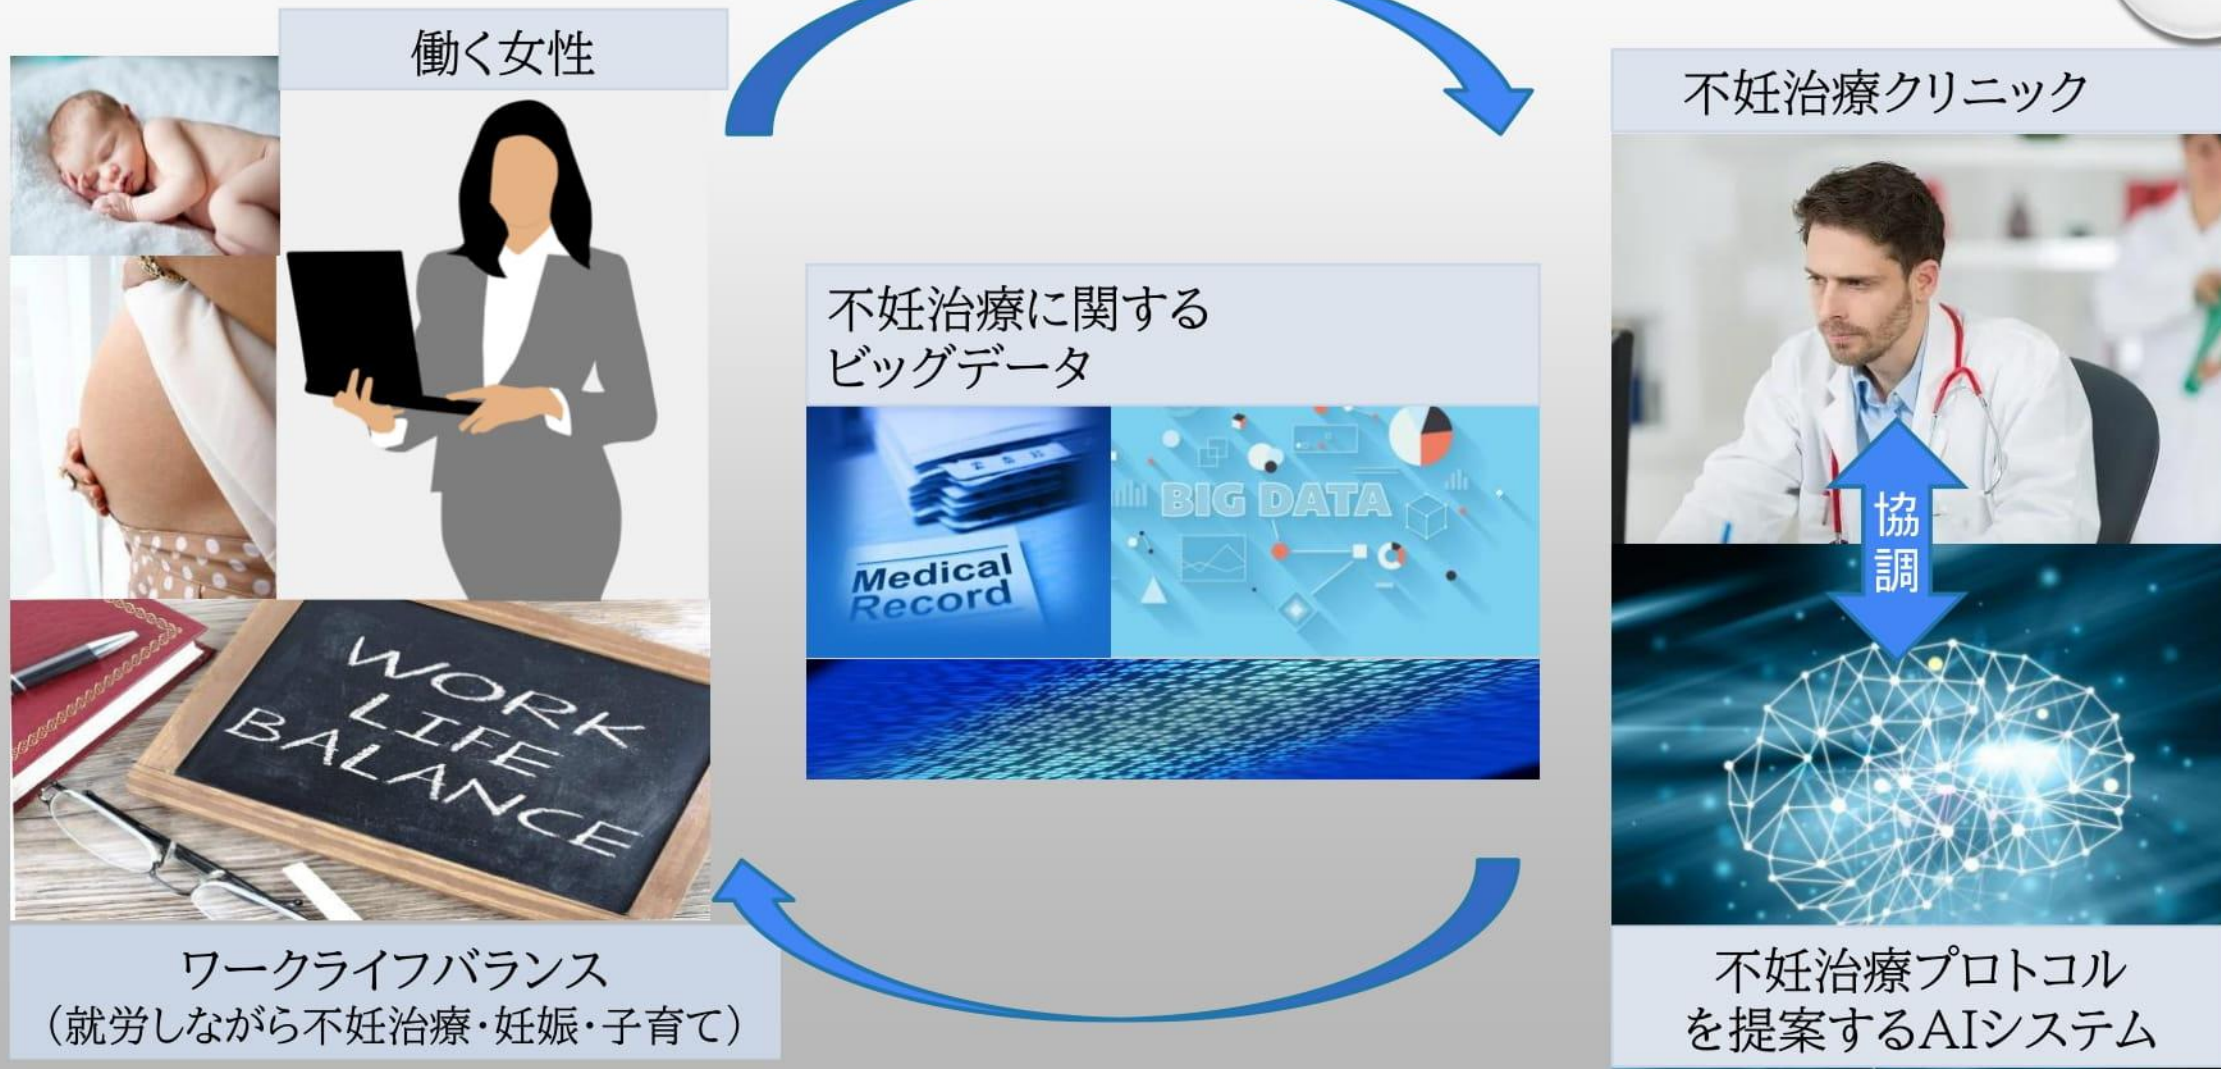 働く女性
不妊治療クリニック
不妊治療に関する
ビッグデータ
BIG DATA
Medical
Record
協
調
WORK
LIFE
BALANCE
ワークライフバランス
（就労しながら不妊治療・妊娠・子育て）
不妊治療プロトコル
を提案するAIシステム